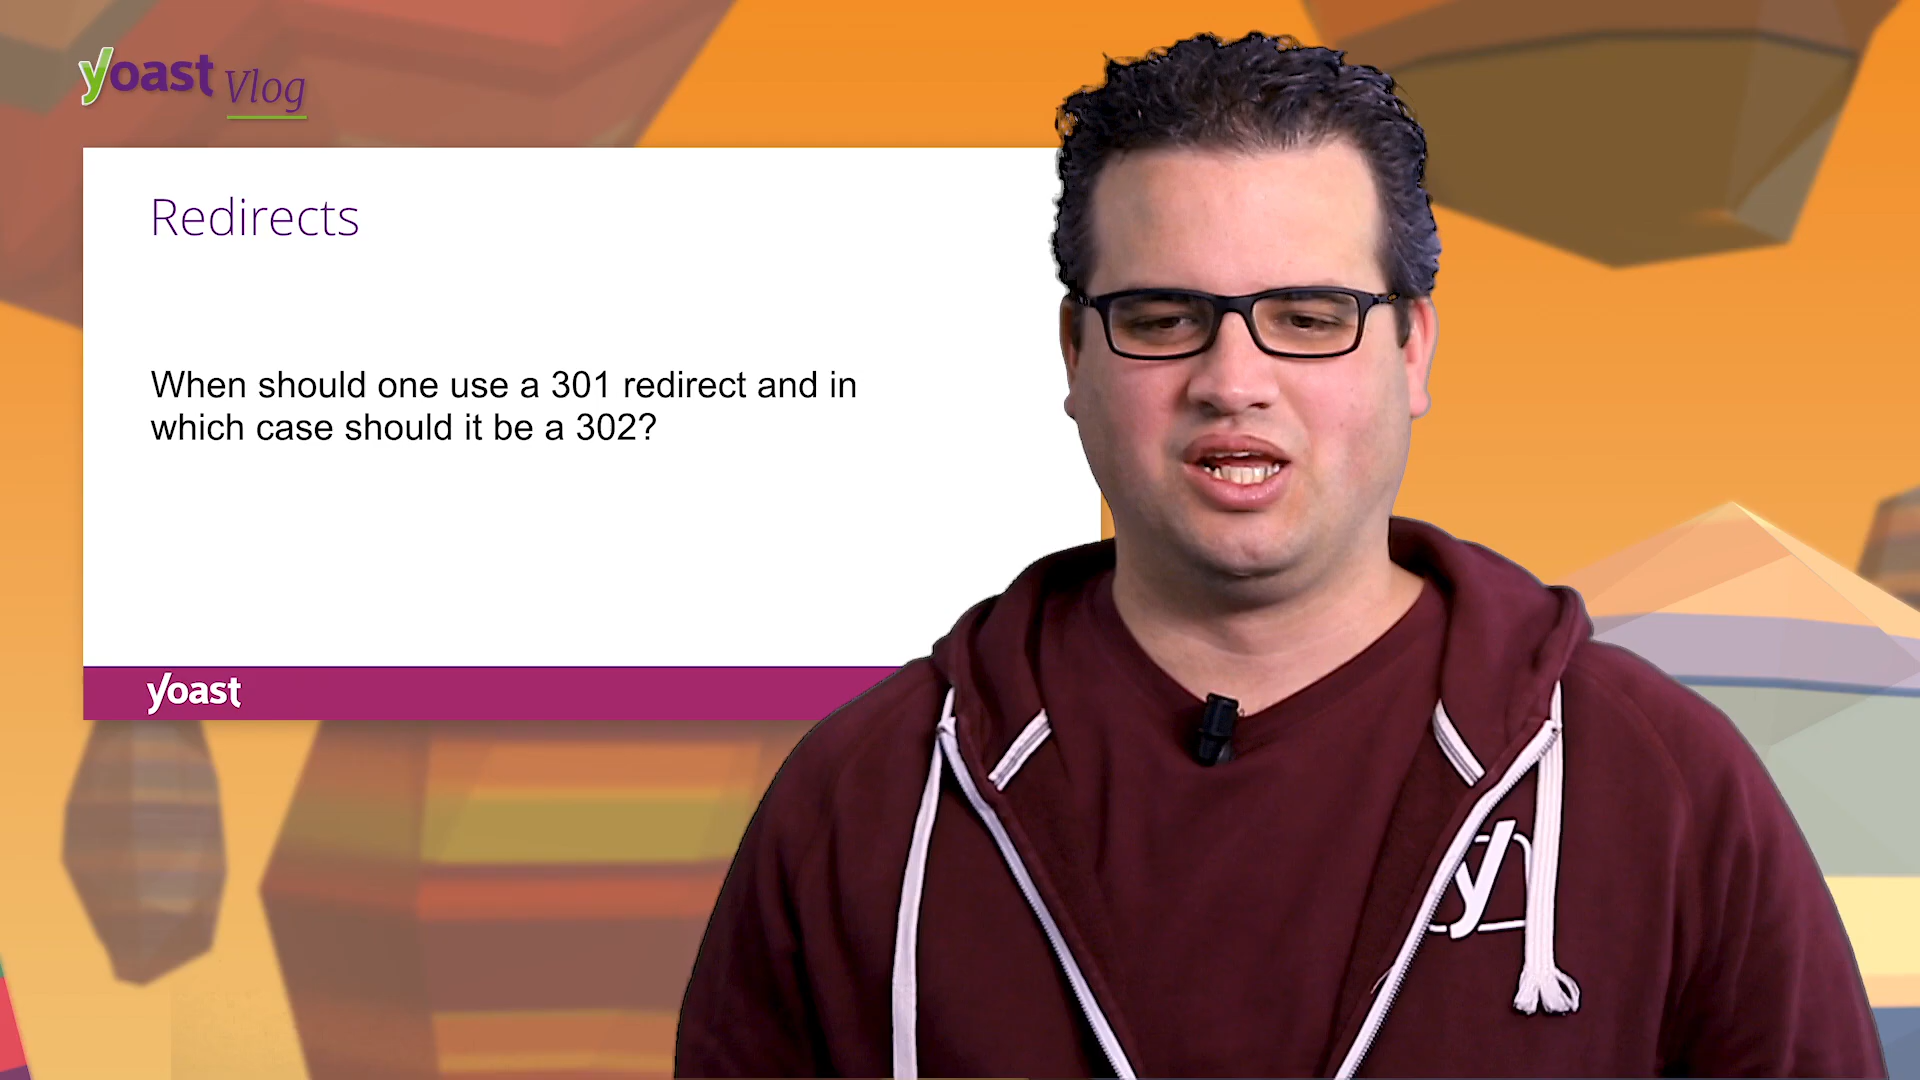 yoast Vlog
Redirects
When should one use a 301 redirect and in
which case should it be a 302?
yoast
y